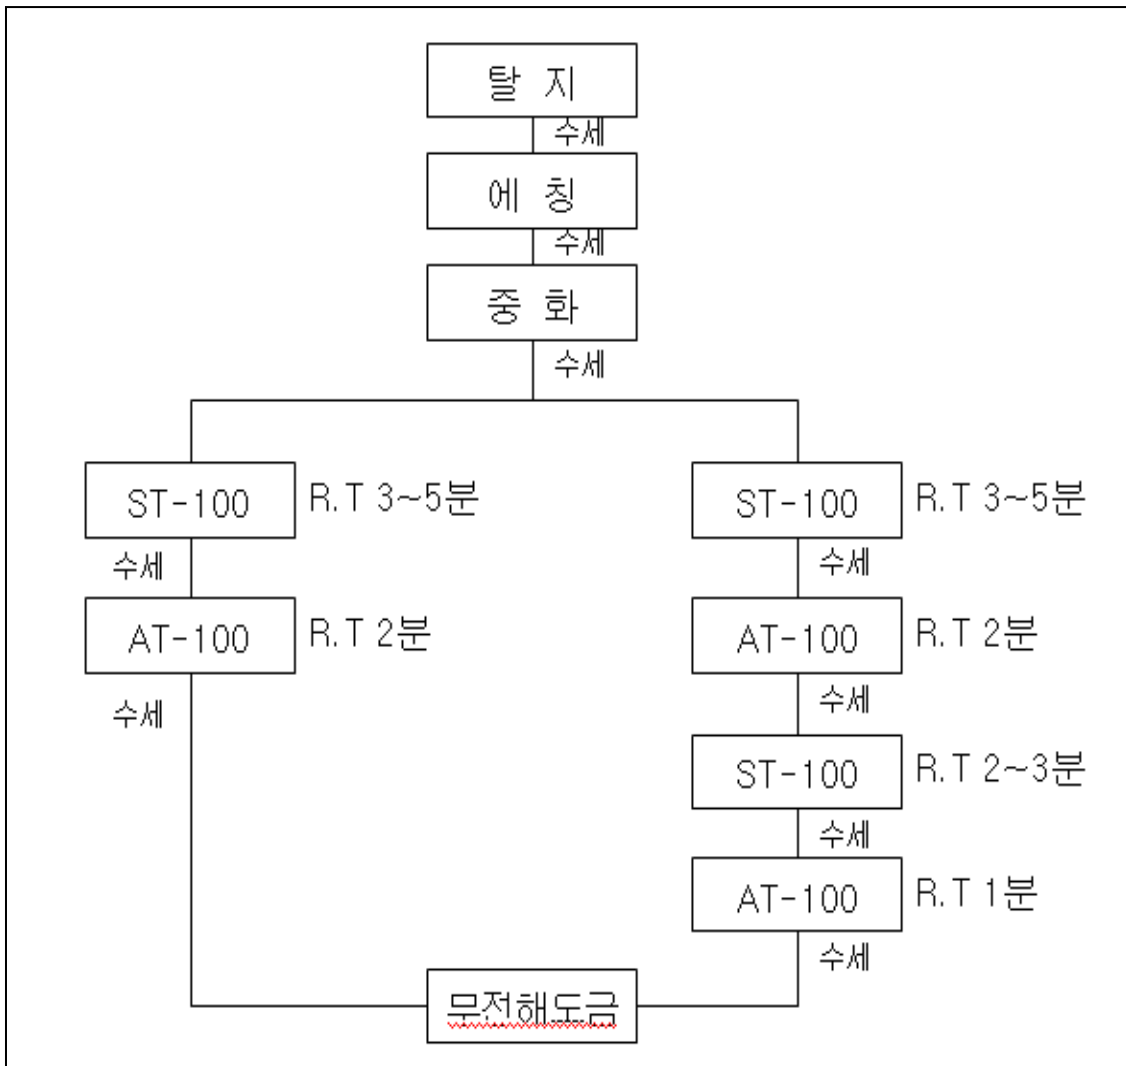 탈 지
수세
에 칭
수세
중 화
수세
ST-100 R.T 3~5분
수세
AT-100 R.T 2분
수세
ST-100 R.T 3~5분
수세
AT-100 R.T 2분
수세
ST-100 R.T 2~3분
수세
AT-100 R.T 1분
수세
무전해도금